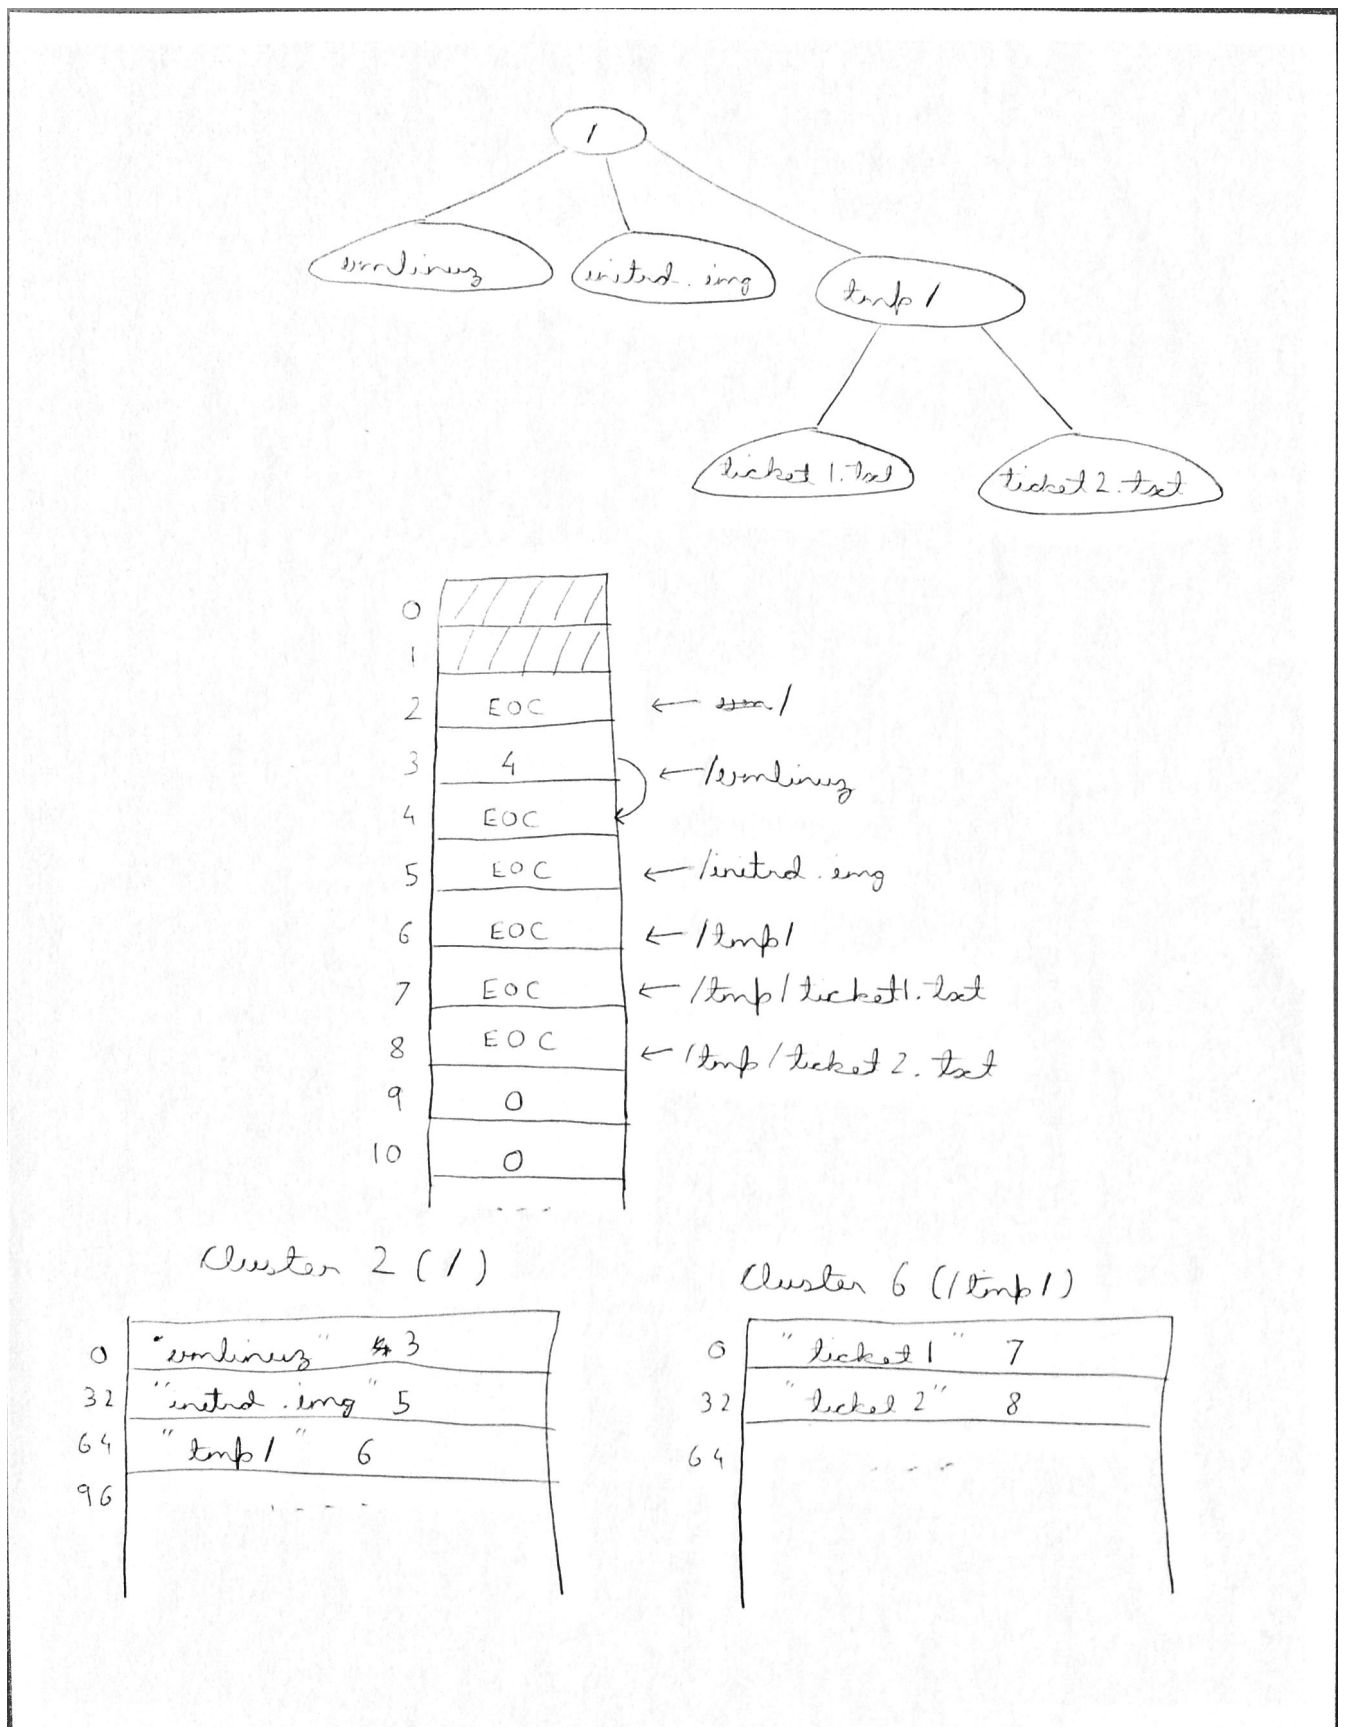 /
vmlinuz
initrd.img
tmp/
ticket1.txt
ticket2.txt
0
1
2 EOC ← /
3 4 ← /vmlinuz
4 EOC
5 EOC ← /initrd.img
6 EOC ← /tmp/
7 EOC ← /tmp/ticket1.txt
8 EOC ← /tmp/ticket2.txt
9 0
10 0
----
Cluster 2 (/)
0 "vmlinuz" 3
32 "initrd.img" 5
64 "tmp/" 6
96 ----
Cluster 6 (/tmp/)
0 "ticket1" 7
32 "ticket2" 8
64 ----